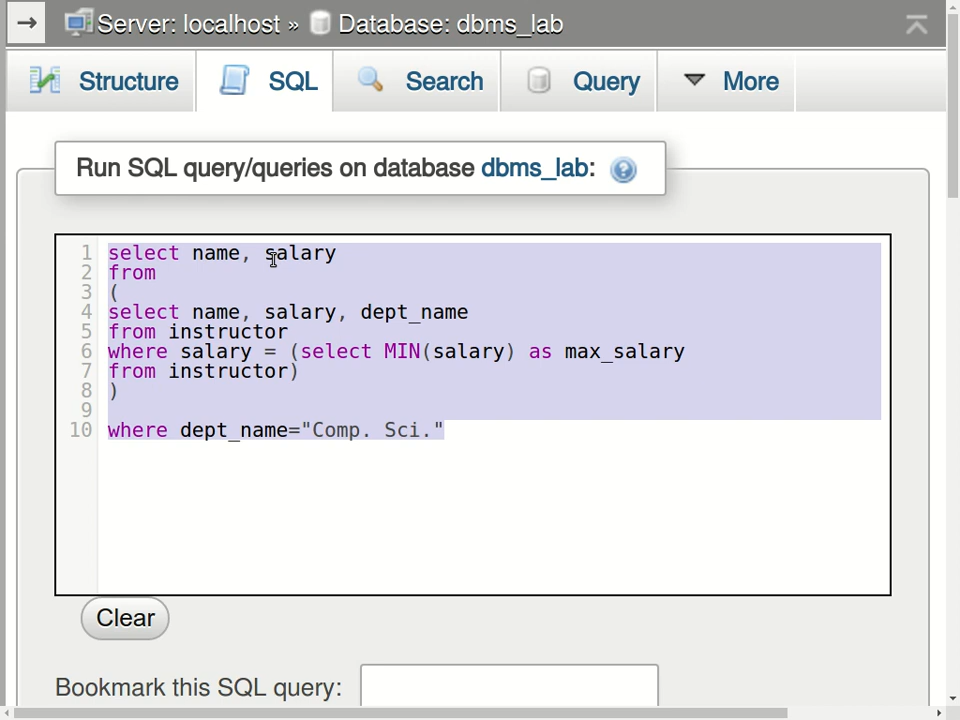 → Server: localhost » Database: dbms_lab
Structure SQL Search Query More
Run SQL query/queries on database dbms_lab:
1 select name, salary
2 from
3 (
4 select name, salary, dept_name
5 from instructor
6 where salary = (select MIN(salary) as max_salary
7 from instructor)
8 )
9
10 where dept_name="Comp. Sci."
Clear
Bookmark this SQL query: